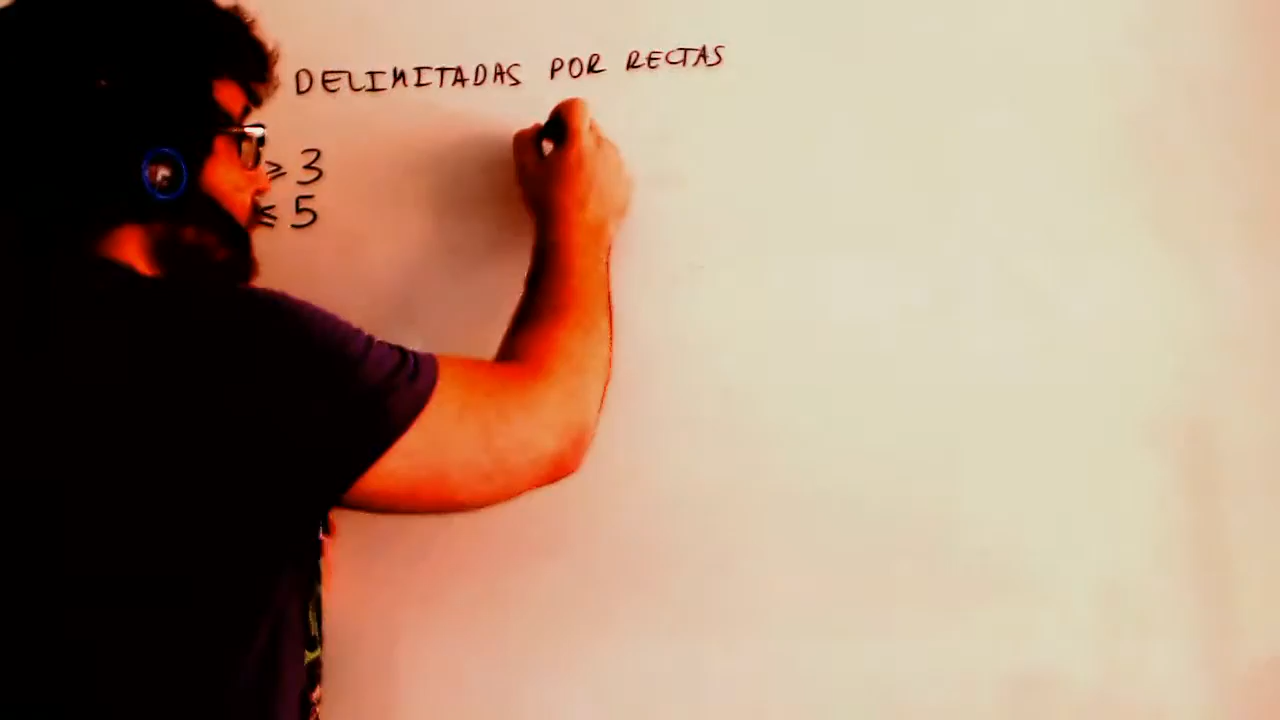 DELIMITADAS POR RECTAS
≥ 3
≤ 5